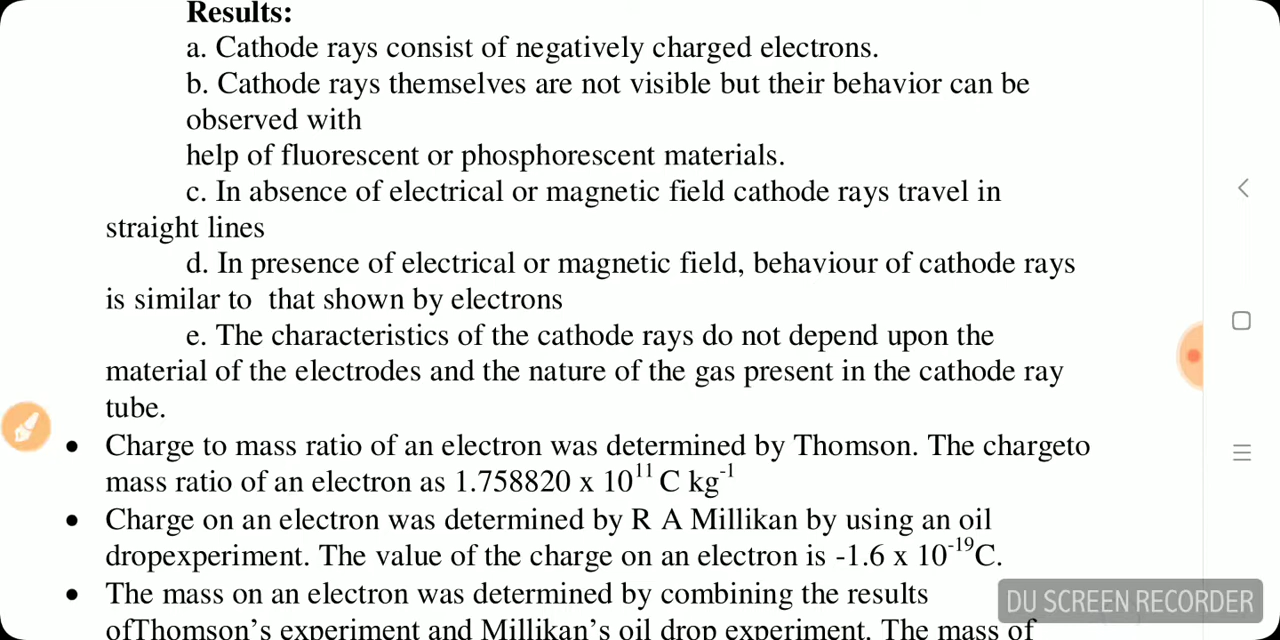 Results:
a. Cathode rays consist of negatively charged electrons.
b. Cathode rays themselves are not visible but their behavior can be
observed with
help of fluorescent or phosphorescent materials.
c. In absence of electrical or magnetic field cathode rays travel in
straight lines
d. In presence of electrical or magnetic field, behaviour of cathode rays
is similar to  that shown by electrons
e. The characteristics of the cathode rays do not depend upon the
material of the electrodes and the nature of the gas present in the cathode ray
tube.
• Charge to mass ratio of an electron was determined by Thomson. The chargeto
mass ratio of an electron as 1.758820 x 10¹¹ C kg⁻¹
• Charge on an electron was determined by R A Millikan by using an oil
dropexperiment. The value of the charge on an electron is -1.6 x 10⁻¹⁹C.
• The mass on an electron was determined by combining the results
ofThomson's experiment and Millikan's oil drop experiment. The mass of
DU SCREEN RECORDER